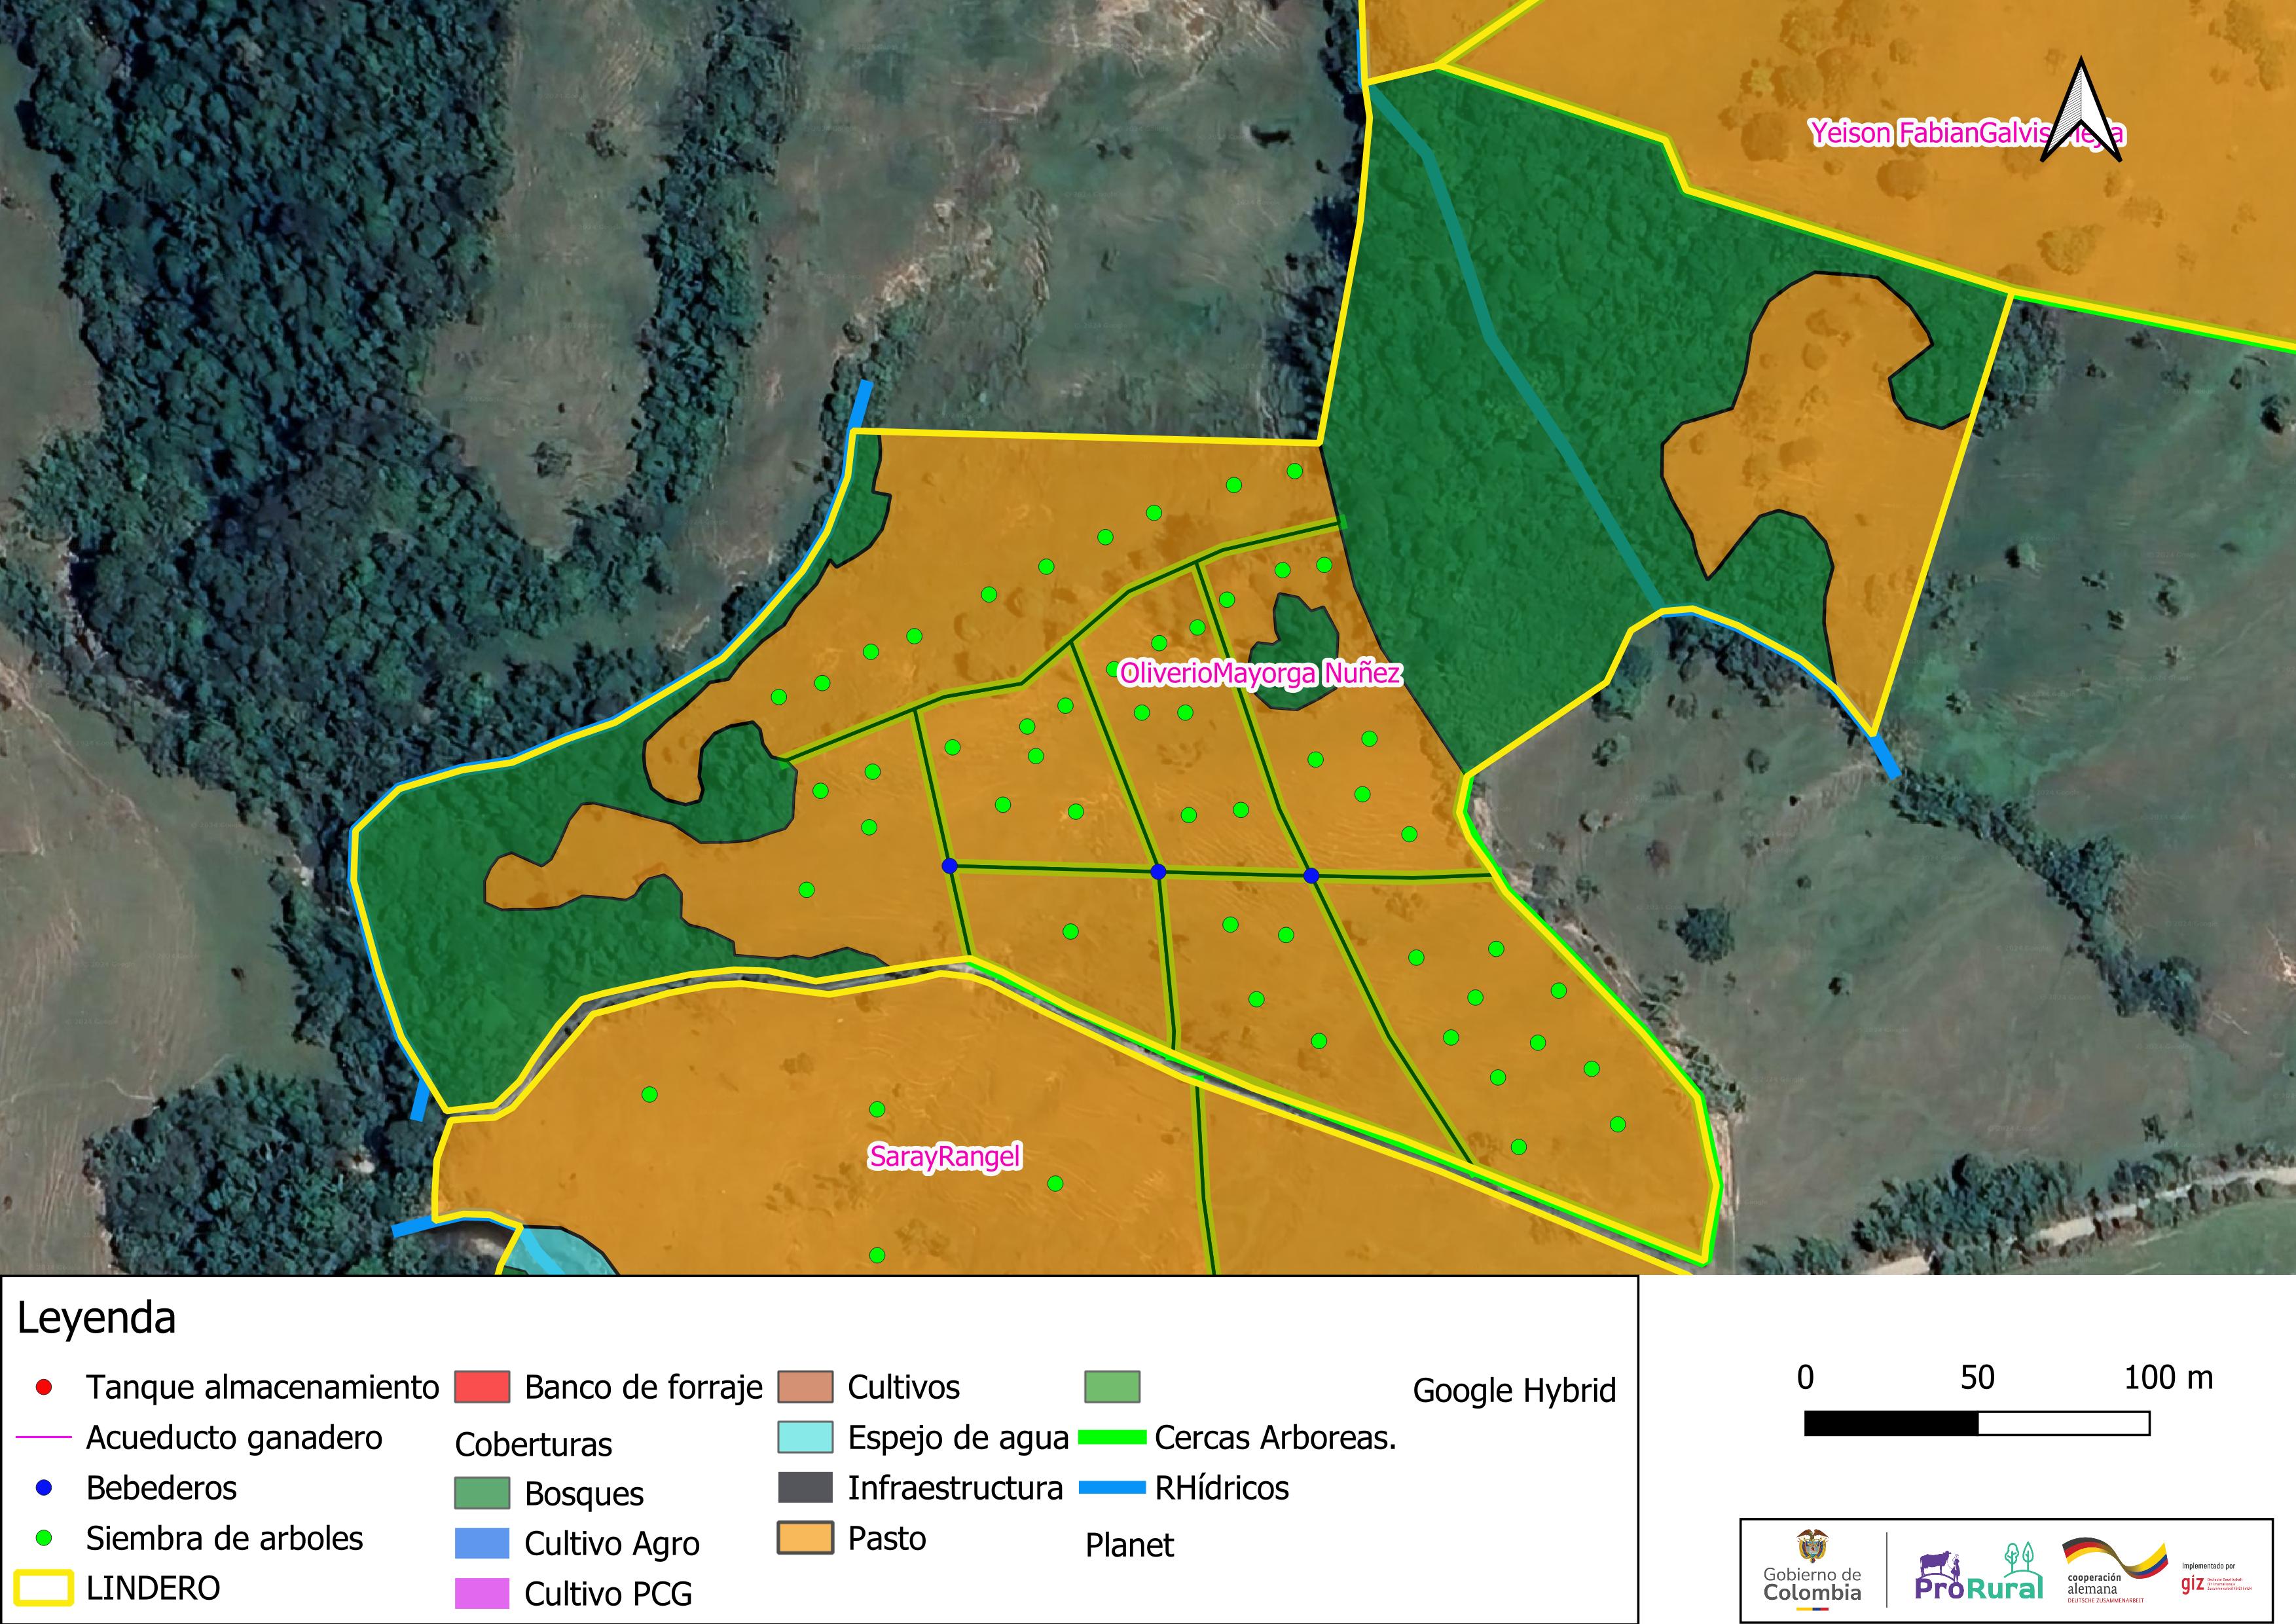 Yeison FabianGalvis
OliverioMayorga Nuñez
SarayRangel
Leyenda
Tanque almacenamiento
Acueducto ganadero
Bebederos
Siembra de arboles
LINDERO
Banco de forraje
Coberturas
Bosques
Cultivo Agro
Cultivo PCG
Cultivos
Espejo de agua
Infraestructura
Pasto
Cercas Arboreas.
RHídricos
Planet
Google Hybrid
0 50 100 m
Gobierno de
Colombia
ProRural
cooperación
alemana
DEUTSCHE ZUSAMMENARBEIT
Implementado por
giz